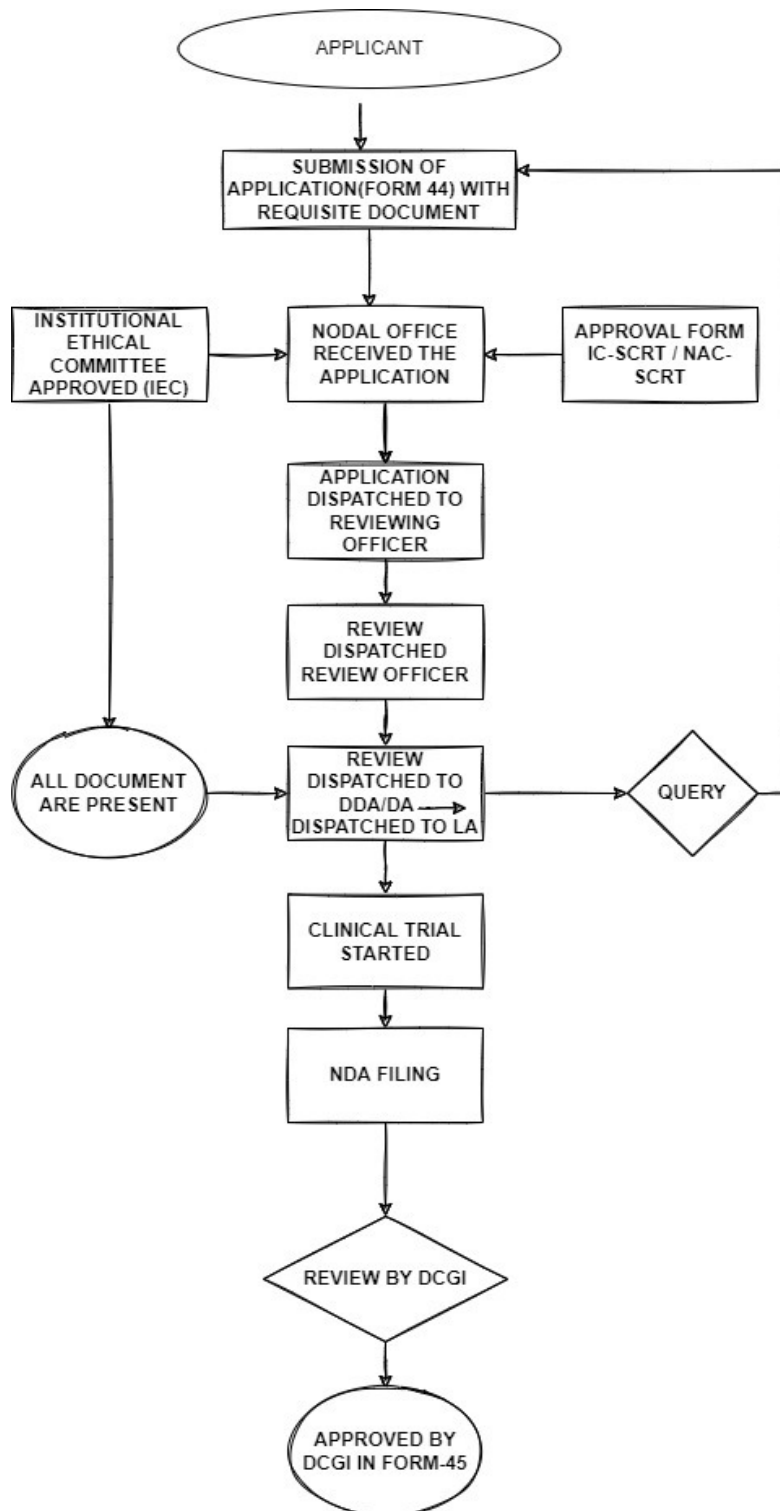 APPLICANT
SUBMISSION OF
APPLICATION(FORM 44) WITH
REQUISITE DOCUMENT
INSTITUTIONAL
ETHICAL
COMMITTEE
APPROVED (IEC)
NODAL OFFICE
RECEIVED THE
APPLICATION
APPROVAL FORM
IC-SCRT / NAC-
SCRT
APPLICATION
DISPATCHED TO
REVIEWING
OFFICER
REVIEW
DISPATCHED
REVIEW OFFICER
ALL DOCUMENT
ARE PRESENT
REVIEW
DISPATCHED TO
DDA/DA
DISPATCHED TO LA
QUERY
CLINICAL TRIAL
STARTED
NDA FILING
REVIEW BY DCGI
APPROVED BY
DCGI IN FORM-45